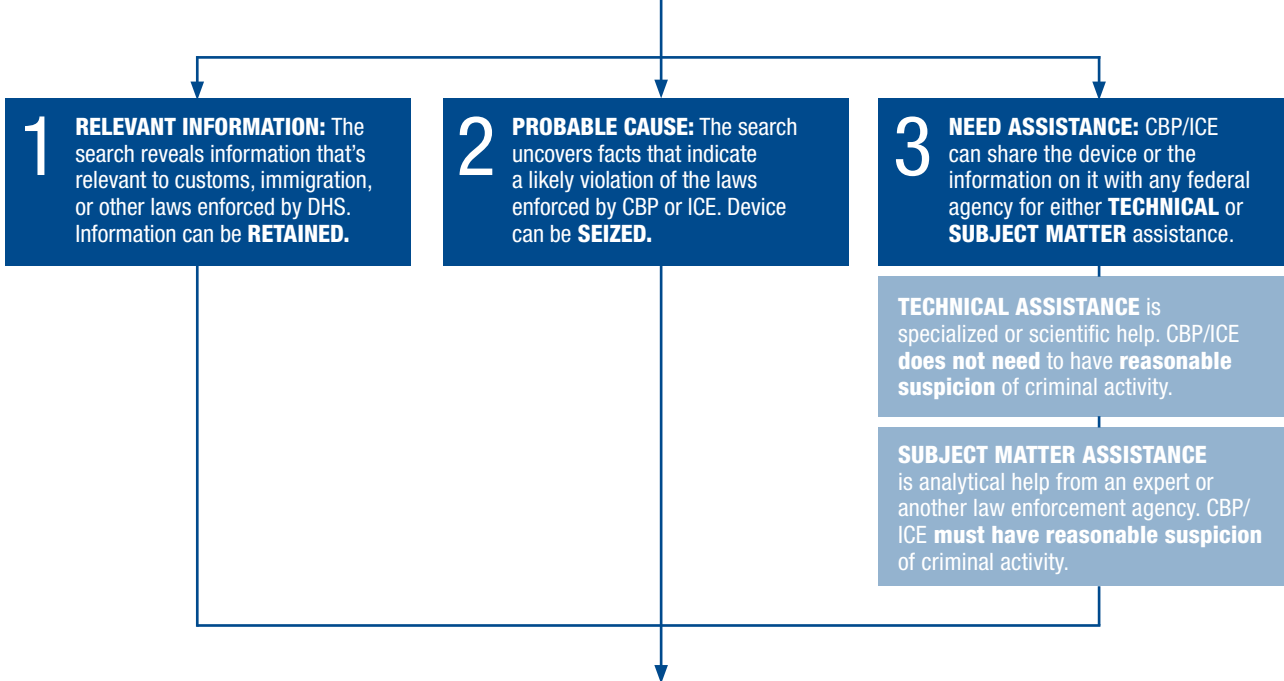 1
RELEVANT INFORMATION: The
search reveals information that's
relevant to customs, immigration,
or other laws enforced by DHS.
Information can be RETAINED.
2
PROBABLE CAUSE: The search
uncovers facts that indicate
a likely violation of the laws
enforced by CBP or ICE. Device
can be SEIZED.
3
NEED ASSISTANCE: CBP/ICE
can share the device or the
information on it with any federal
agency for either TECHNICAL or
SUBJECT MATTER assistance.
TECHNICAL ASSISTANCE is
specialized or scientific help. CBP/ICE
does not need to have reasonable
suspicion of criminal activity.
SUBJECT MATTER ASSISTANCE
is analytical help from an expert or
another law enforcement agency. CBP/
ICE must have reasonable suspicion
of criminal activity.